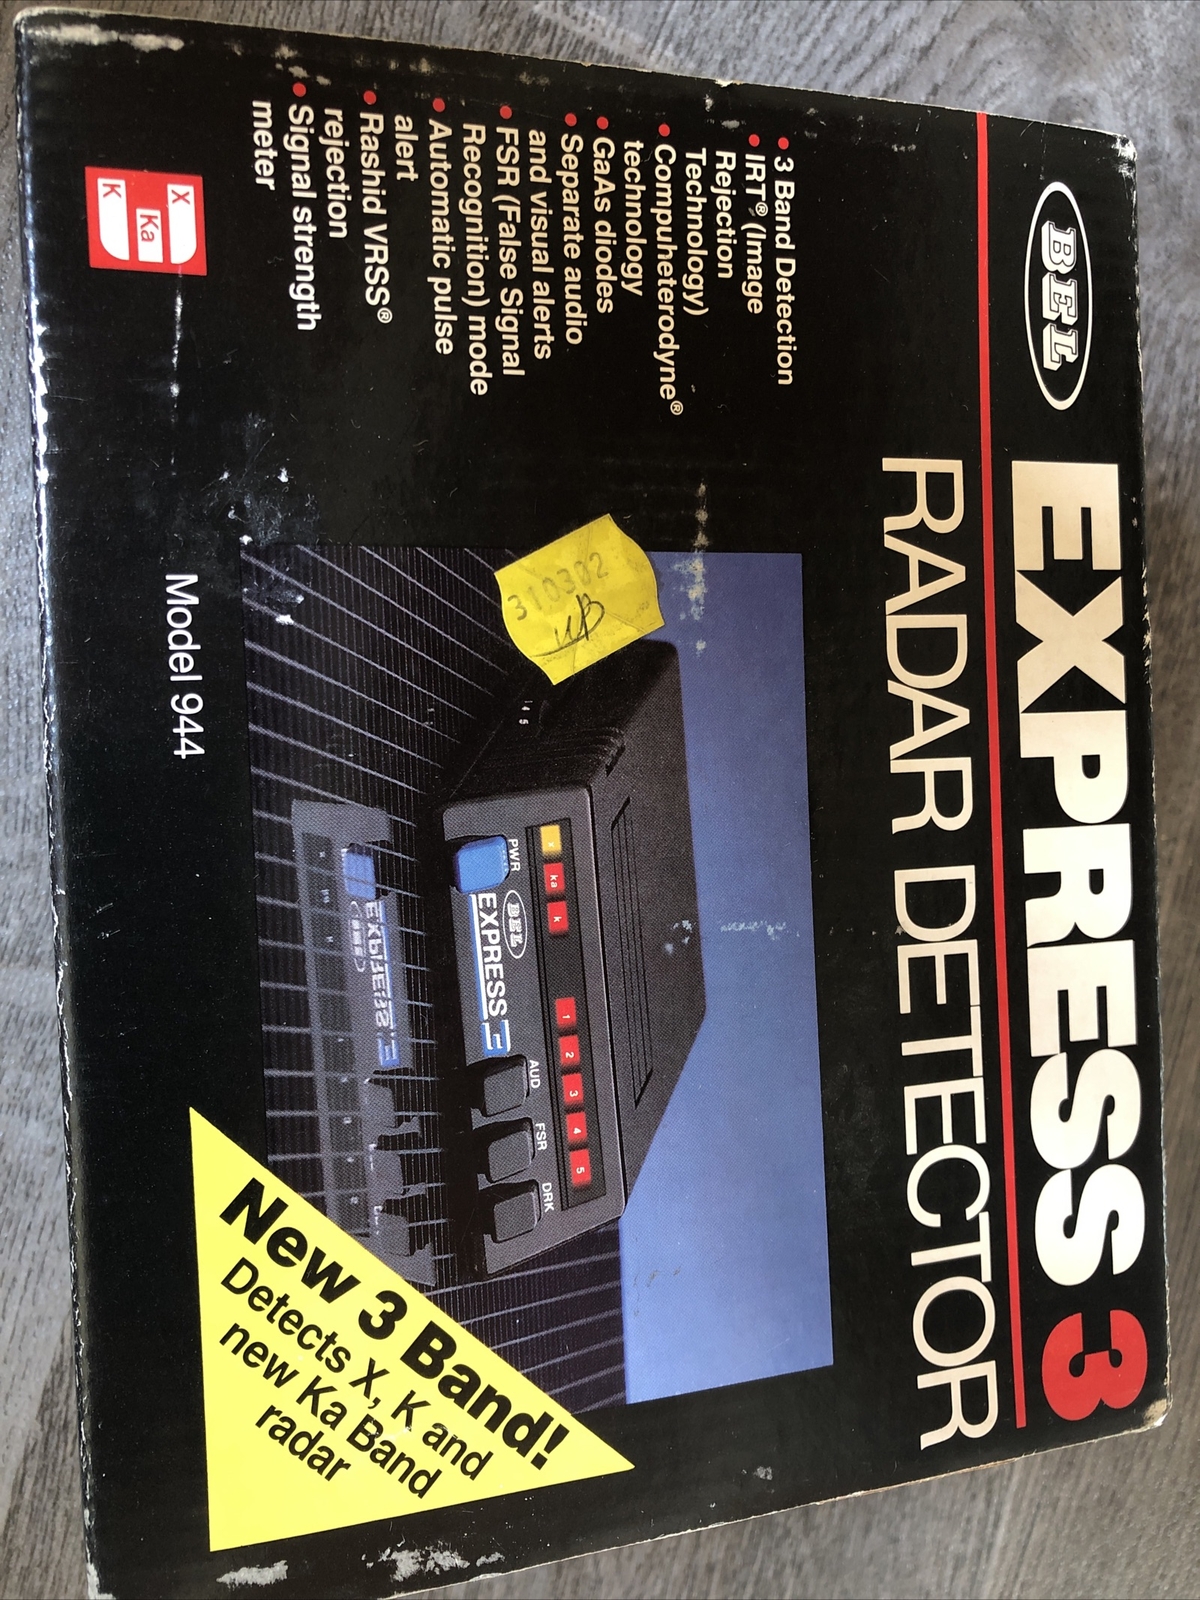 BEL
EXPRESS 3
RADAR DETECTOR
• 3 Band Detection
• IRT® (Image
Rejection
Technology)
• Compuheterodyne®
technology
• GaAs diodes
• Separate audio
and visual alerts
• FSR (False Signal
Recognition) mode
• Automatic pulse
alert
• Rashid VRSS®
rejection
• Signal strength
meter
X
Ka
K
310302
4 5
x ka k 1 2 3 4 5
PWR
BEL
EXPRESS 3
AUD FSR DRK
Model 944
New 3 Band!
Detects X, K and
new Ka Band
radar